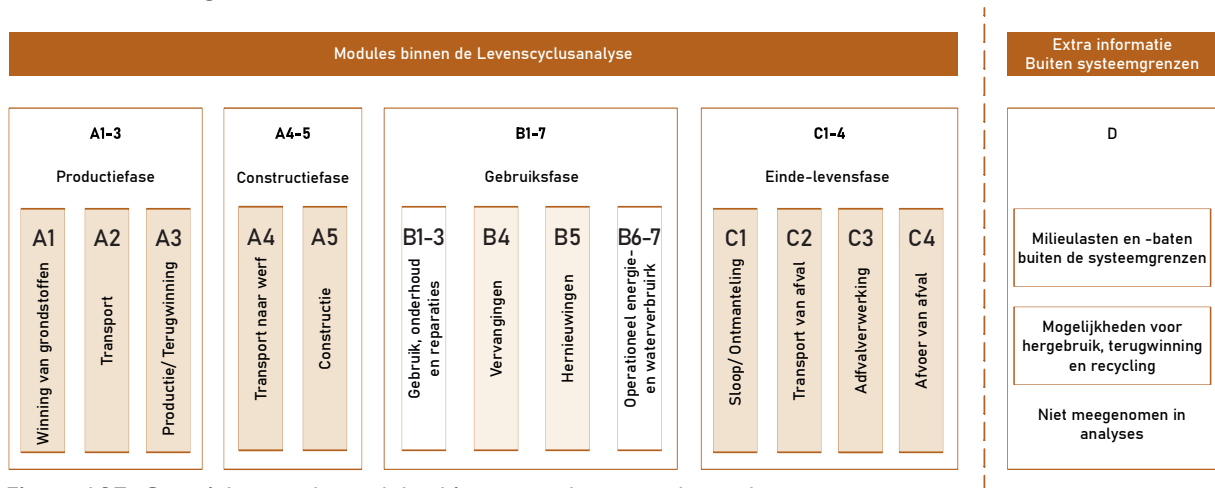 Modules binnen de Levenscyclusanalyse
Extra informatie
Buiten systeemgrenzen
A1-3
Productiefase
A1
Winning van grondstoffen
A2
Transport
A3
Productie/ Terugwinning
A4-5
Constructiefase
A4
Transport naar werf
A5
Constructie
B1-7
Gebruiksfase
B1-3
Gebruik, onderhoud
en reparaties
B4
Vervangingen
B5
Hernieuwingen
B6-7
Operationeel energie-
en waterverbruirk
C1-4
Einde-levensfase
C1
Sloop/ Ontmanteling
C2
Transport van afval
C3
Adfvalverwerking
C4
Afvoer van afval
D
Milieulasten en -baten
buiten de systeemgrenzen
Mogelijkheden voor
hergebruik, terugwinning
en recycling
Niet meegenomen in
analyses